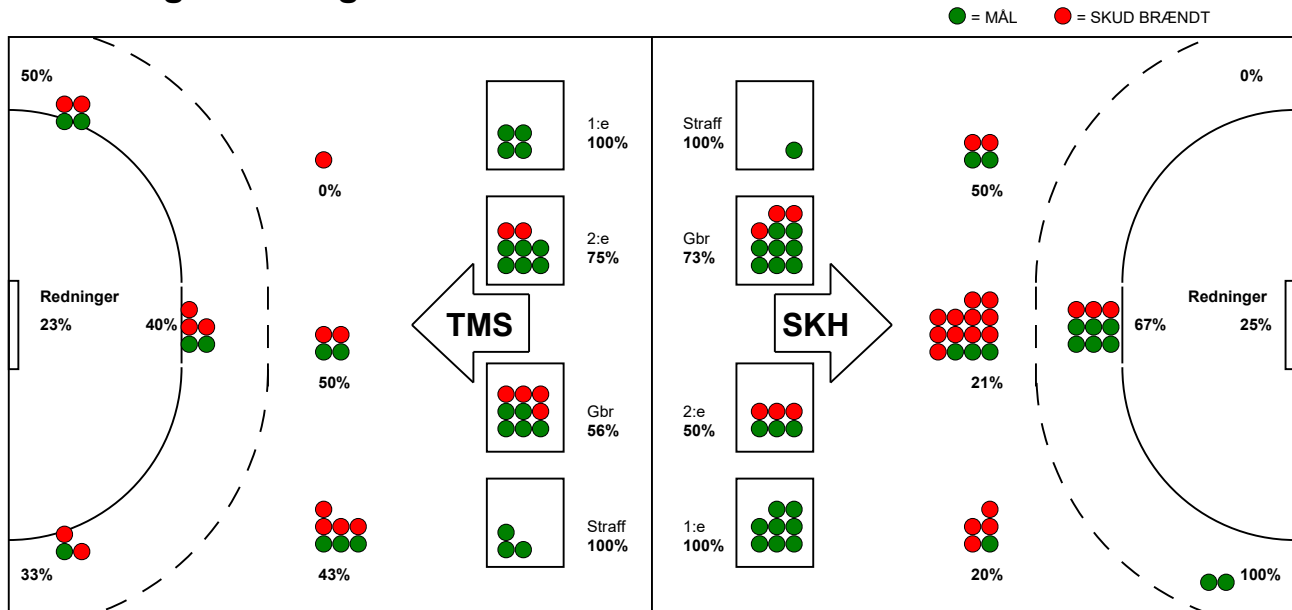 = MÅL
= SKUD BRÆNDT
50%
0%
1:e
100%
Straff
100%
0%
50%
2:e
75%
Gbr
73%
Redninger
23%
40%
TMS
SKH
67%
Redninger
25%
50%
21%
Gbr
56%
2:e
50%
Straff
100%
1:e
100%
33%
43%
20%
100%